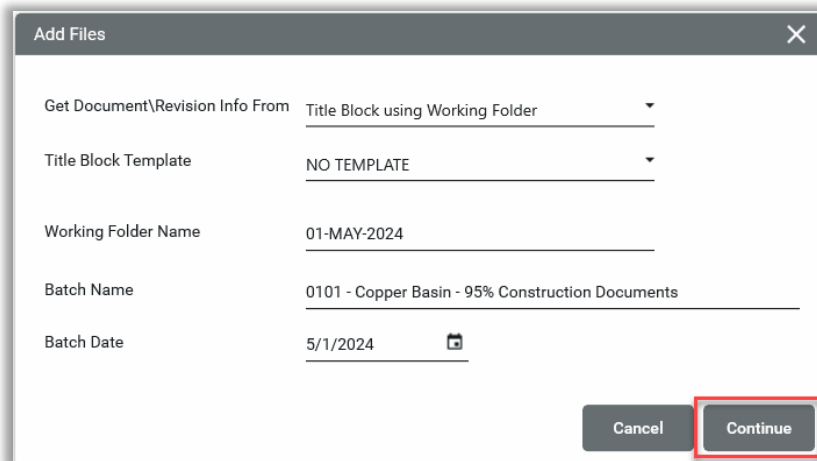 Add Files
Get Document\Revision Info From Title Block using Working Folder
Title Block Template NO TEMPLATE
Working Folder Name 01-MAY-2024
Batch Name 0101 - Copper Basin - 95% Construction Documents
Batch Date 5/1/2024
Cancel Continue